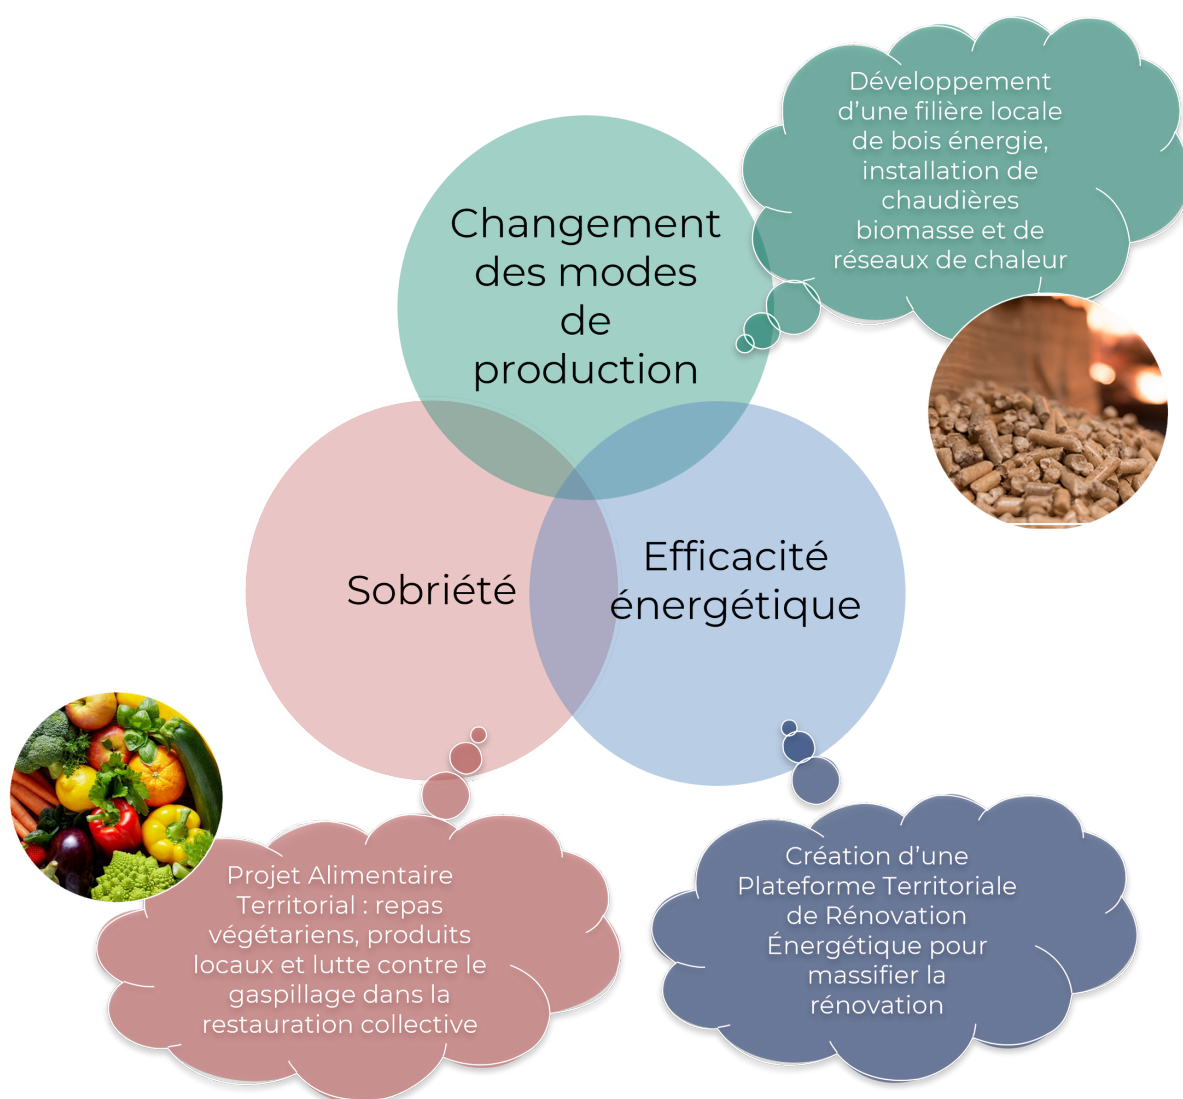 Développement
d’une filière locale
de bois énergie,
installation de
chaudières
biomasse et de
réseaux de chaleur
Changement
des modes
de
production
Sobriété
Efficacité
énergétique
Projet Alimentaire
Territorial : repas
végétariens, produits
locaux et lutte contre le
gaspillage dans la
restauration collective
Création d’une
Plateforme Territoriale
de Rénovation
Énergétique pour
massifier la
rénovation